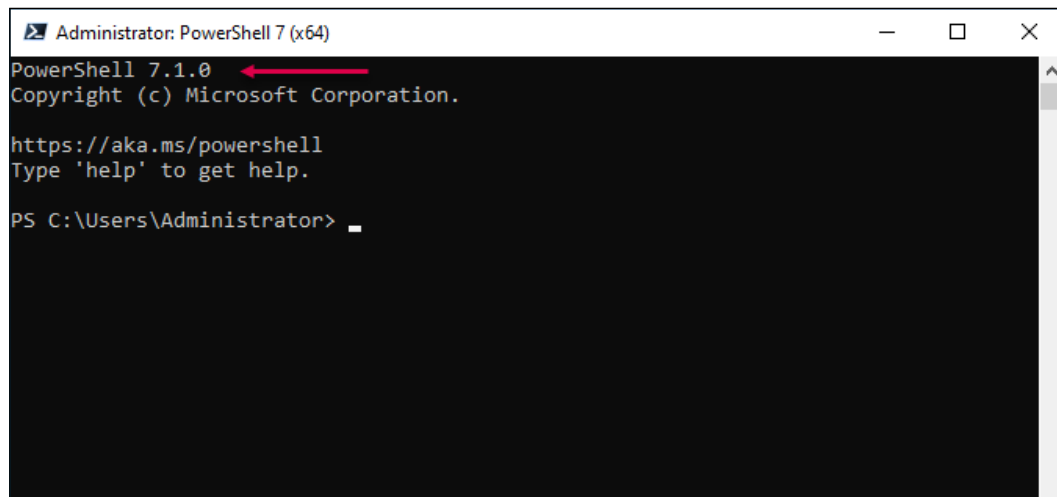 Administrator: PowerShell 7 (x64)
PowerShell 7.1.0
Copyright (c) Microsoft Corporation.
https://aka.ms/powershell
Type 'help' to get help.
PS C:\Users\Administrator>